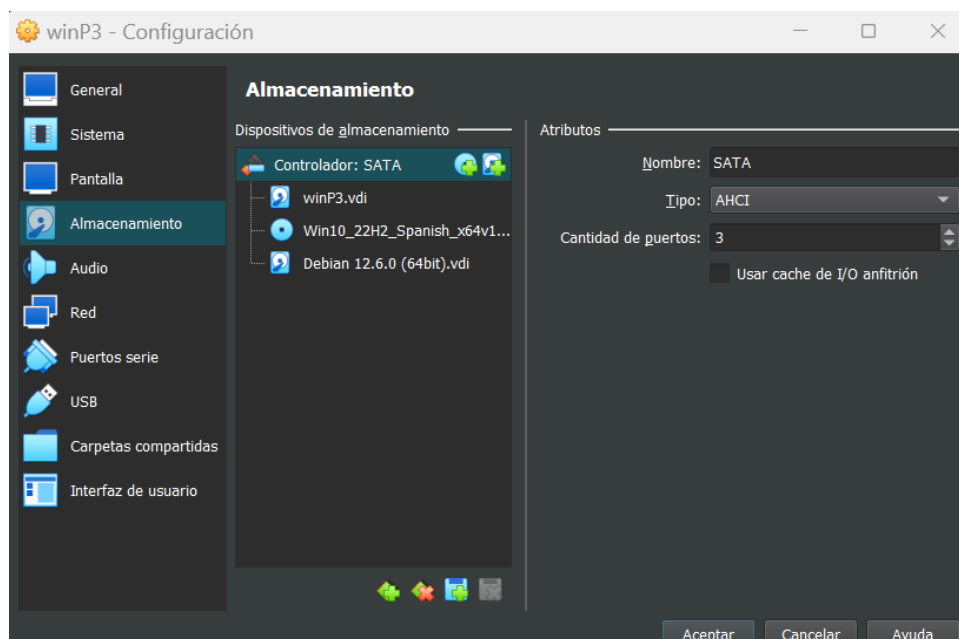 winP3 - Configuración
General
Sistema
Pantalla
Almacenamiento
Audio
Red
Puertos serie
USB
Carpetas compartidas
Interfaz de usuario
Almacenamiento
Dispositivos de almacenamiento
Controlador: SATA
winP3.vdi
Win10_22H2_Spanish_x64v1...
Debian 12.6.0 (64bit).vdi
Atributos
Nombre: SATA
Tipo: AHCI
Cantidad de puertos: 3
Usar cache de I/O anfitrión
Aceptar Cancelar Ayuda